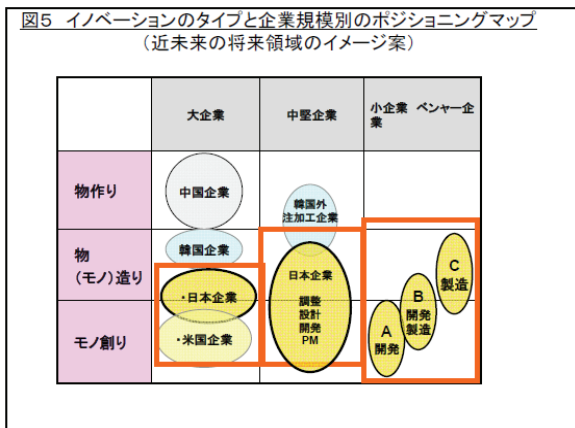 図5 イノベーションのタイプと企業規模別のポジショニングマップ
（近未来の将来領域のイメージ案）
大企業
中堅企業
小企業 ベンャー企
業
物作り
中国企業
韓国外
注加工企業
物
（モノ）造り
韓国企業
・日本企業
日本企業
調整
設計
開発
PM
C
製造
B
開発
製造
モノ創り
・米国企業
A
開発